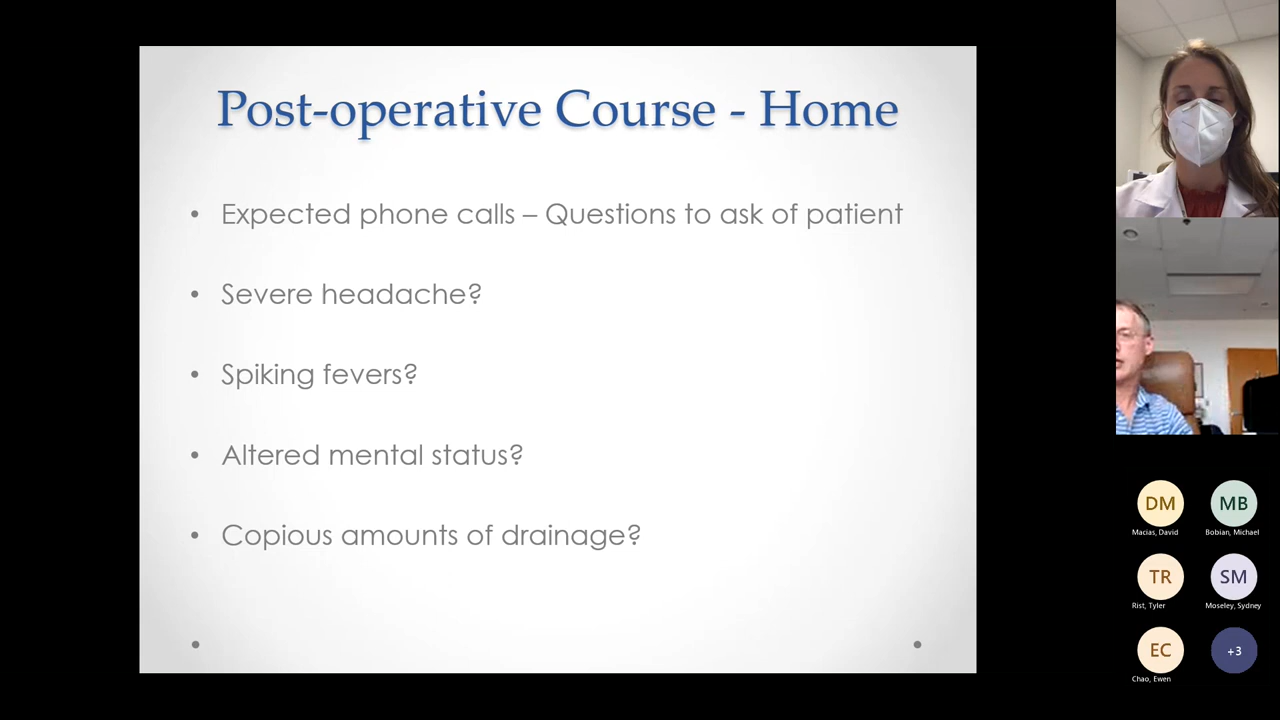 Post-operative Course - Home
• Expected phone calls – Questions to ask of patient
• Severe headache?
• Spiking fevers?
• Altered mental status?
• Copious amounts of drainage?
DM
MB
Macias, David
Bobian, Michael
TR
SM
Rist, Tyler
Moseley, Sydney
EC
+3
Chao, Ewen